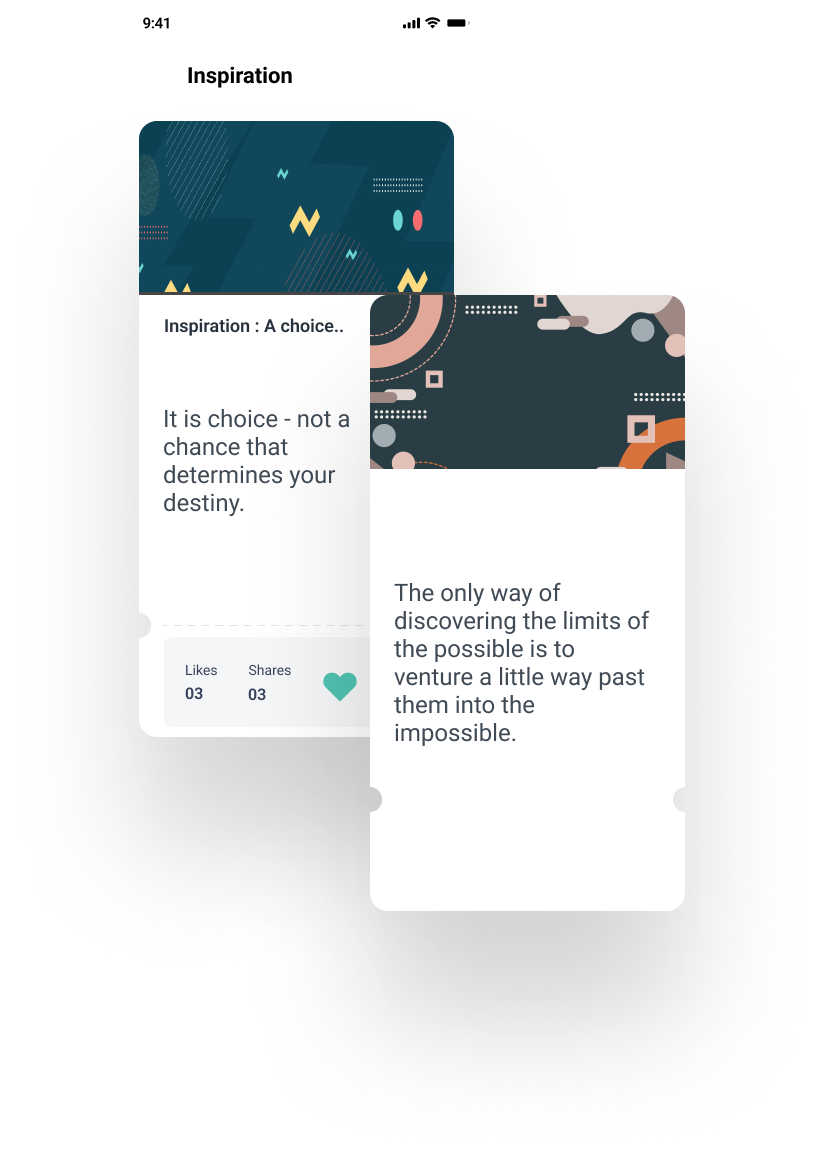 9:41
Inspiration
Inspiration : A choice..
It is choice - not a
chance that
determines your
destiny.
Likes
03
Shares
03
The only way of
discovering the limits of
the possible is to
venture a little way past
them into the
impossible.